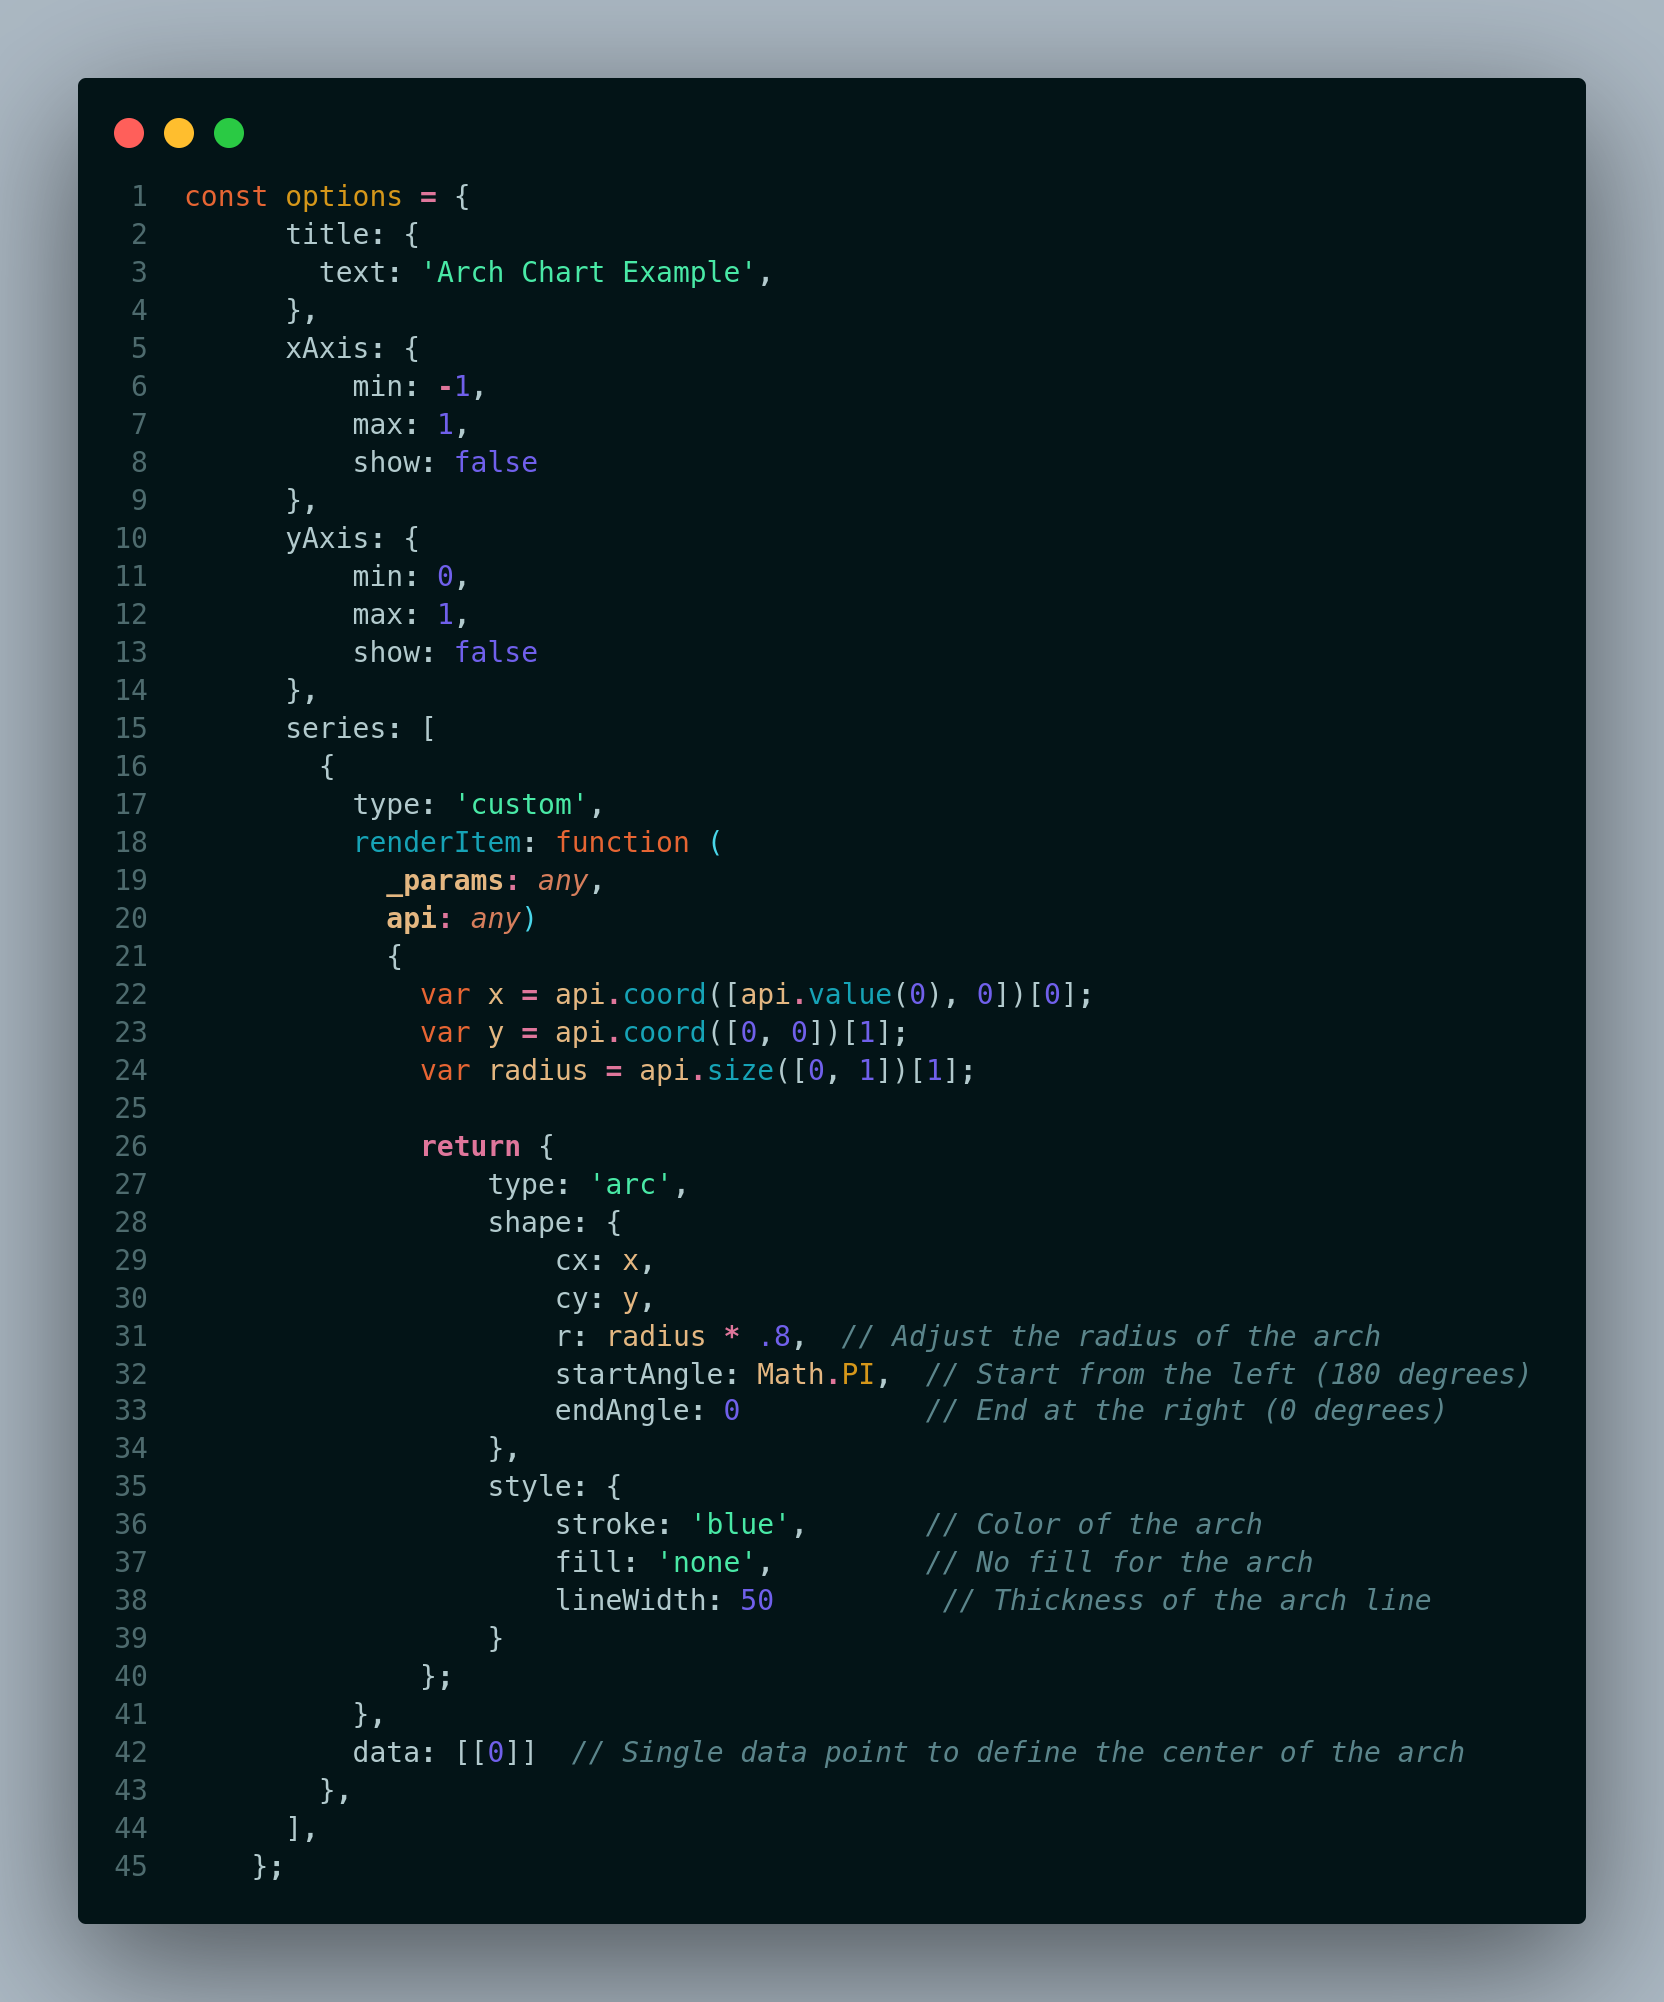 1 const options = {
2       title: {
3         text: 'Arch Chart Example',
4       },
5       xAxis: {
6           min: -1,
7           max: 1,
8           show: false
9       },
10       yAxis: {
11           min: 0,
12           max: 1,
13           show: false
14       },
15       series: [
16         {
17           type: 'custom',
18           renderItem: function (
19             _params: any,
20             api: any)
21             {
22               var x = api.coord([api.value(0), 0])[0];
23               var y = api.coord([0, 0])[1];
24               var radius = api.size([0, 1])[1];
25
26               return {
27                   type: 'arc',
28                   shape: {
29                       cx: x,
30                       cy: y,
31                       r: radius * .8,  // Adjust the radius of the arch
32                       startAngle: Math.PI,  // Start from the left (180 degrees)
33                       endAngle: 0           // End at the right (0 degrees)
34                   },
35                   style: {
36                       stroke: 'blue',       // Color of the arch
37                       fill: 'none',         // No fill for the arch
38                       lineWidth: 50          // Thickness of the arch line
39                   }
40               };
41           },
42           data: [[0]]  // Single data point to define the center of the arch
43         },
44       ],
45     };